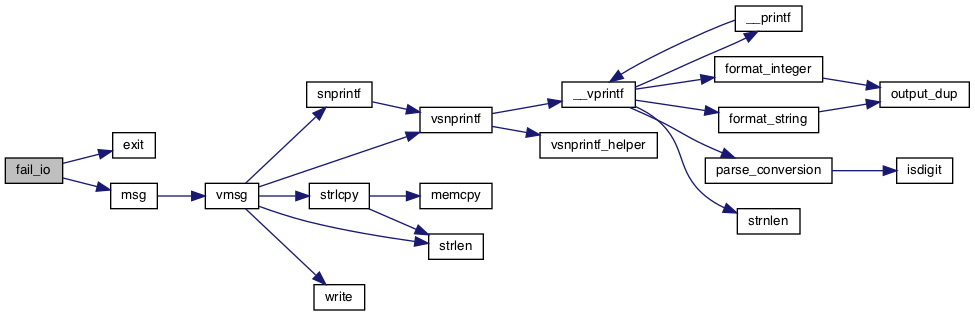 fail_io
exit
msg
vmsg
snprintf
vsnprintf
strlcpy
memcpy
strlen
write
__vprintf
vsnprintf_helper
__printf
format_integer
format_string
output_dup
parse_conversion
isdigit
strnlen